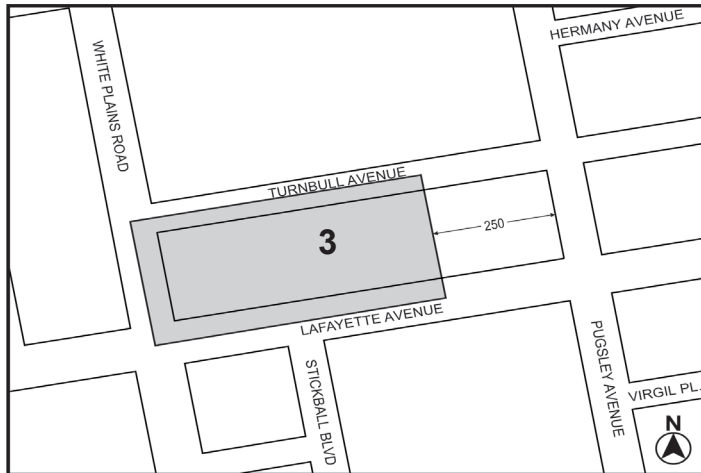 HERMANY AVENUE
WHITE PLAINS ROAD
TURNBULL AVENUE
3
250
LAFAYETTE AVENUE
STICKBALL BLVD
PUGSLEY AVENUE
VIRGIL PL.
N